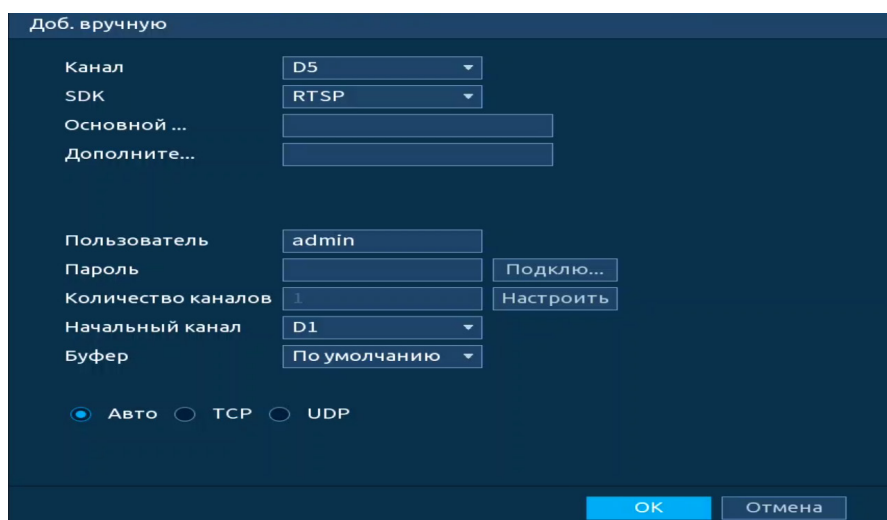 Доб. вручную
Канал D5
SDK RTSP
Основной ...
Дополните...
Пользователь admin
Пароль Подклю...
Количество каналов 1 Настроить
Начальный канал D1
Буфер По умолчанию
Авто TCP UDP
OK Отмена